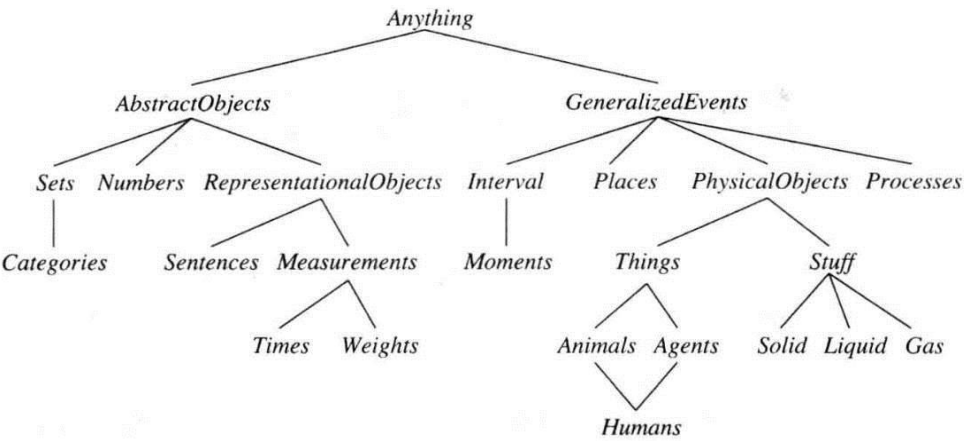 Anything
AbstractObjects GeneralizedEvents
Sets Numbers RepresentationalObjects Interval Places PhysicalObjects Processes
Categories Sentences Measurements Moments Things Stuff
Times Weights Animals Agents Solid Liquid Gas
Humans